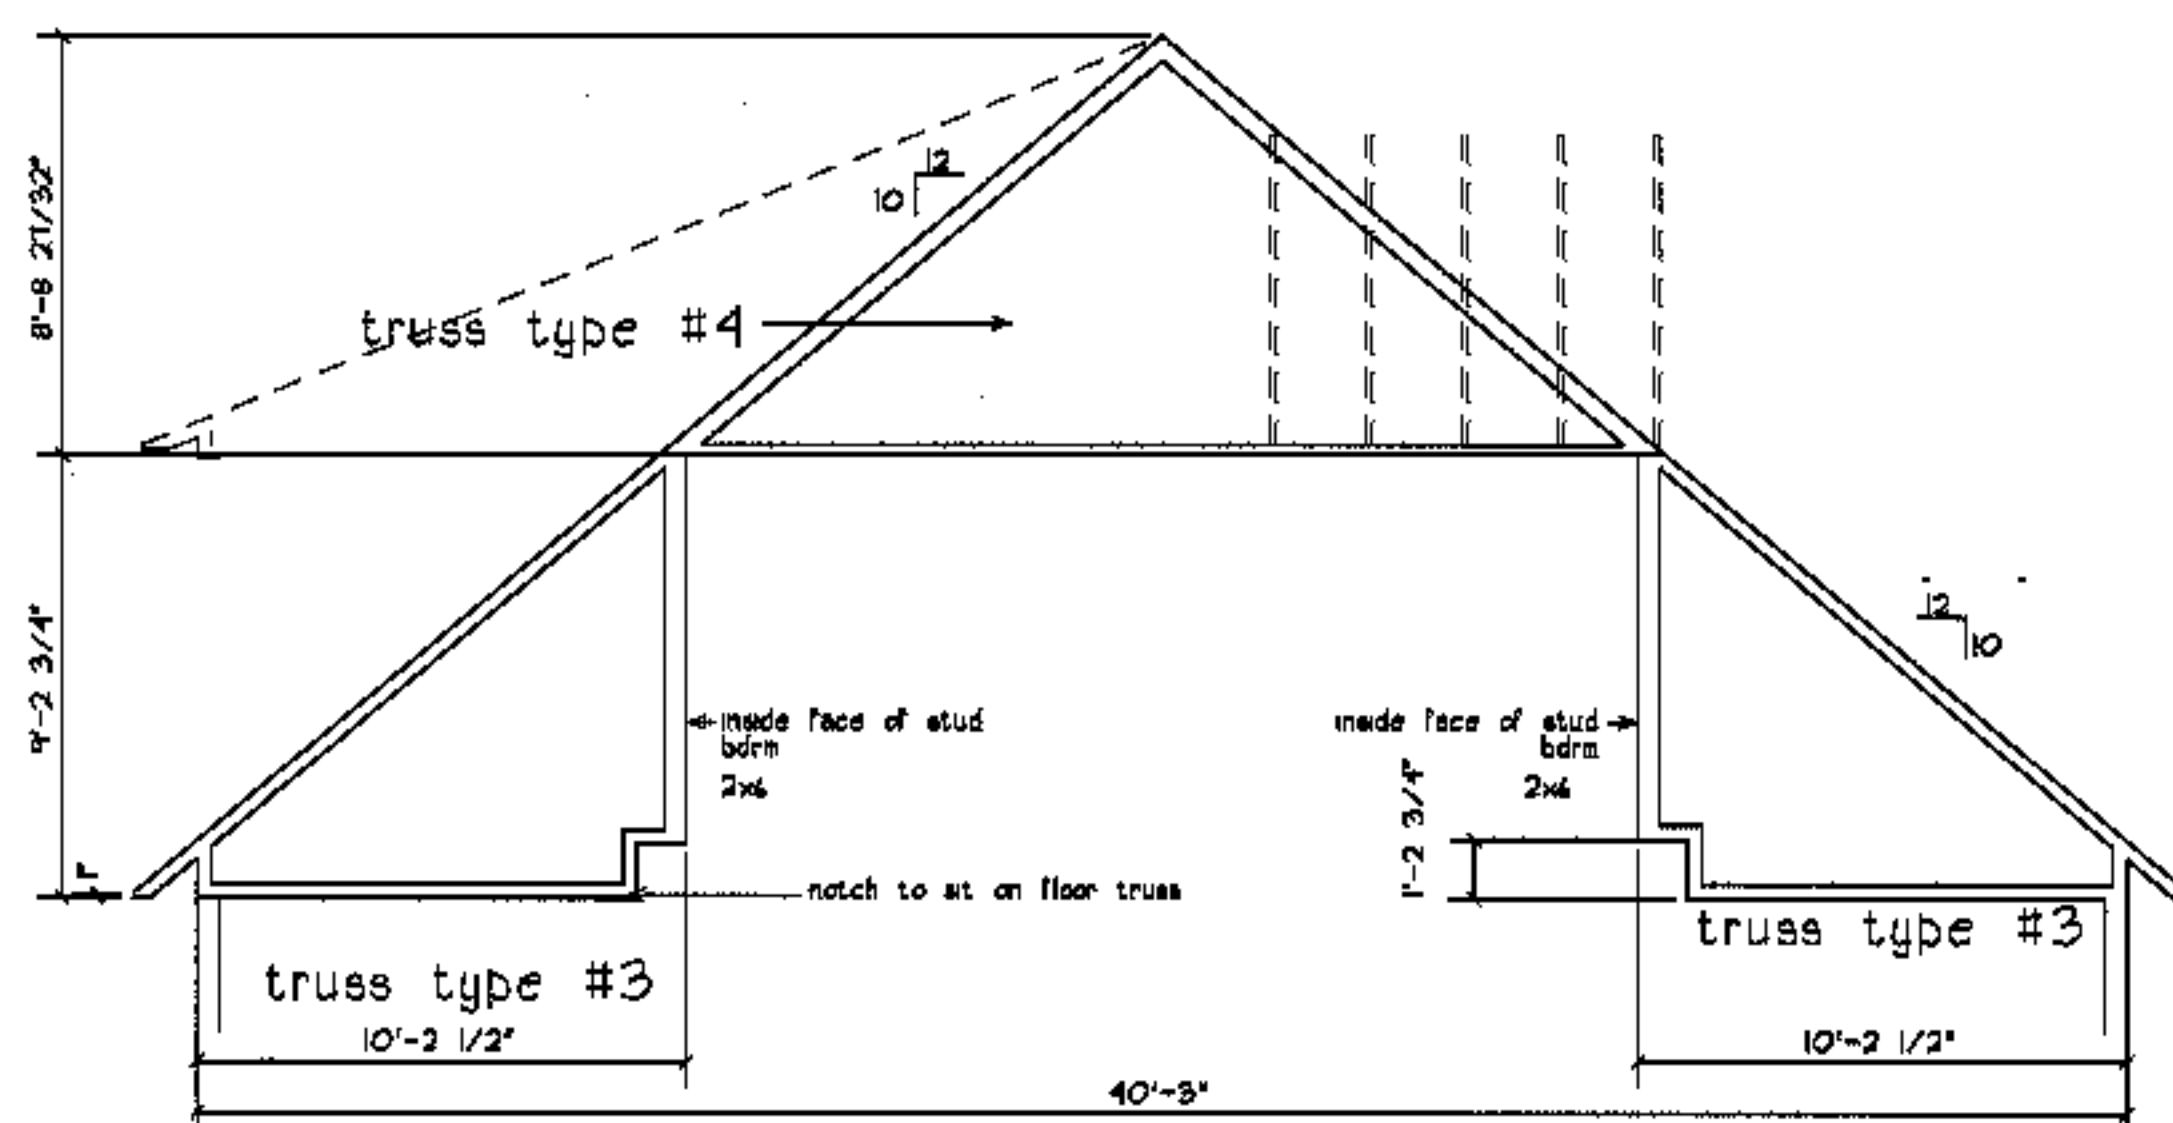 12
10
8'-8 27/32"
truss type #4
12
10
9'-2 3/4"
inside face of stud
bdrm
2x6
inside face of stud
bdrm
2x6
1'-2 3/4"
notch to sit on floor truss
truss type #3
truss type #3
10'-2 1/2"
10'-2 1/2"
40'-3"